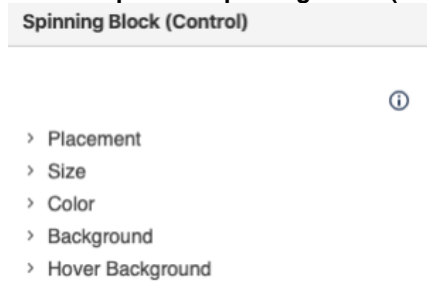 Spinning Block (Control)
Placement
Size
Color
Background
Hover Background